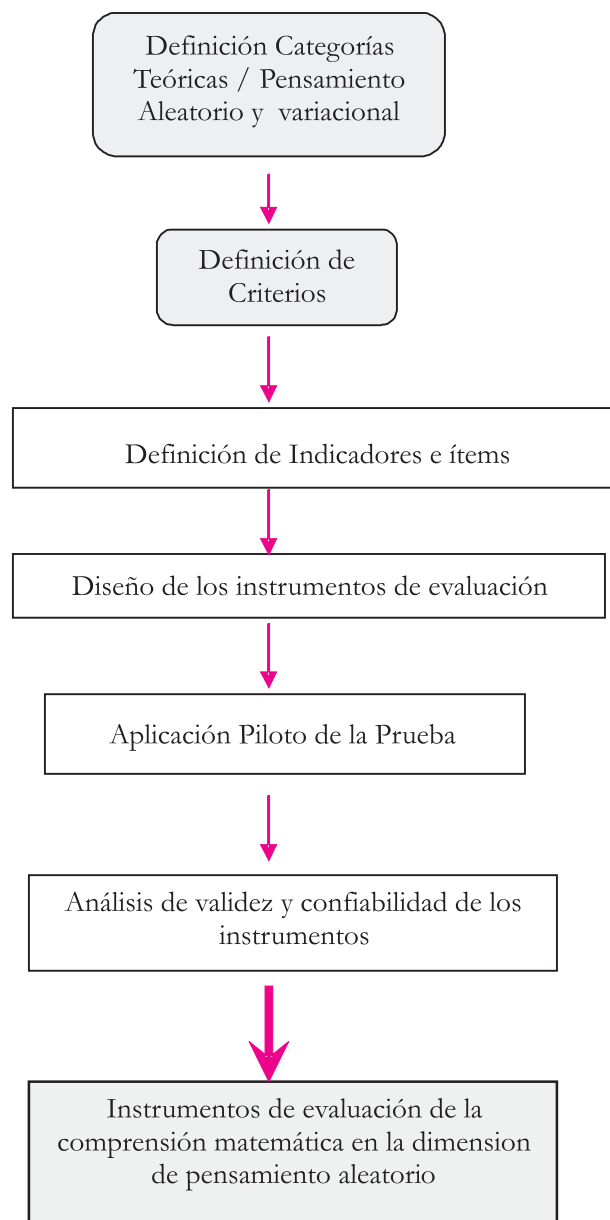 Definición Categorías
Teóricas / Pensamiento
Aleatorio y variacional
Definición de
Criterios
Definición de Indicadores e ítems
Diseño de los instrumentos de evaluación
Aplicación Piloto de la Prueba
Análisis de validez y confiabilidad de los
instrumentos
Instrumentos de evaluación de la
comprensión matemática en la dimension
de pensamiento aleatorio